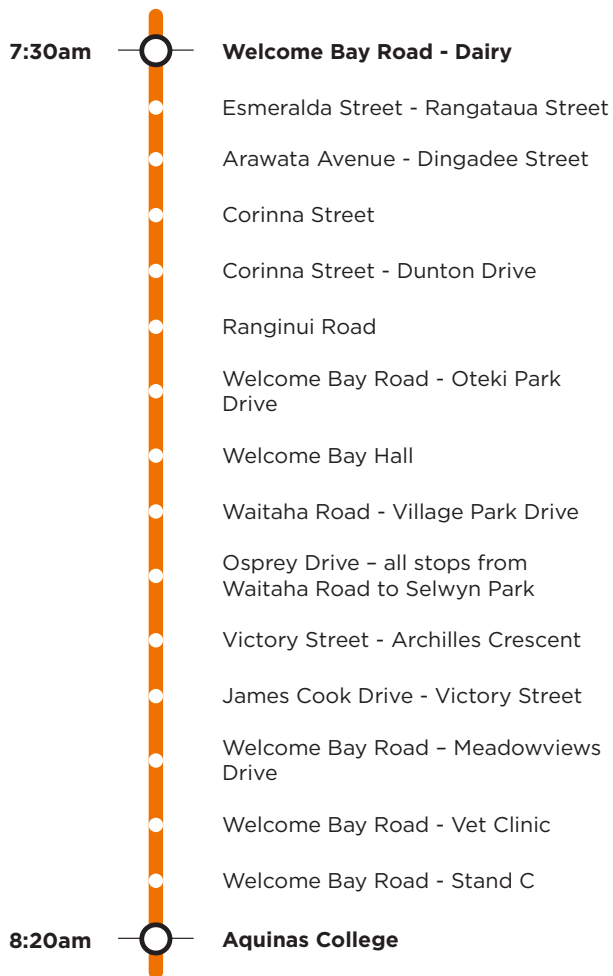 7:30am Welcome Bay Road - Dairy
Esmeralda Street - Rangataua Street
Arawata Avenue - Dingadee Street
Corinna Street
Corinna Street - Dunton Drive
Ranginui Road
Welcome Bay Road - Oteki Park
Drive
Welcome Bay Hall
Waitaha Road - Village Park Drive
Osprey Drive – all stops from
Waitaha Road to Selwyn Park
Victory Street - Archilles Crescent
James Cook Drive - Victory Street
Welcome Bay Road – Meadowviews
Drive
Welcome Bay Road - Vet Clinic
Welcome Bay Road - Stand C
8:20am Aquinas College